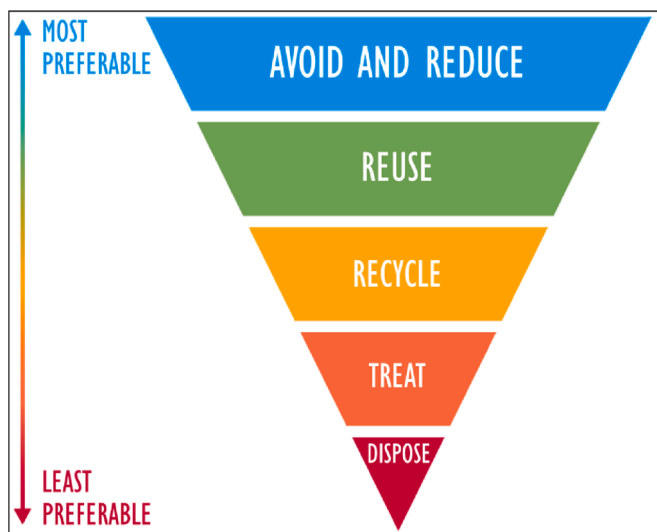 MOST
PREFERABLE
AVOID AND REDUCE
REUSE
RECYCLE
TREAT
DISPOSE
LEAST
PREFERABLE